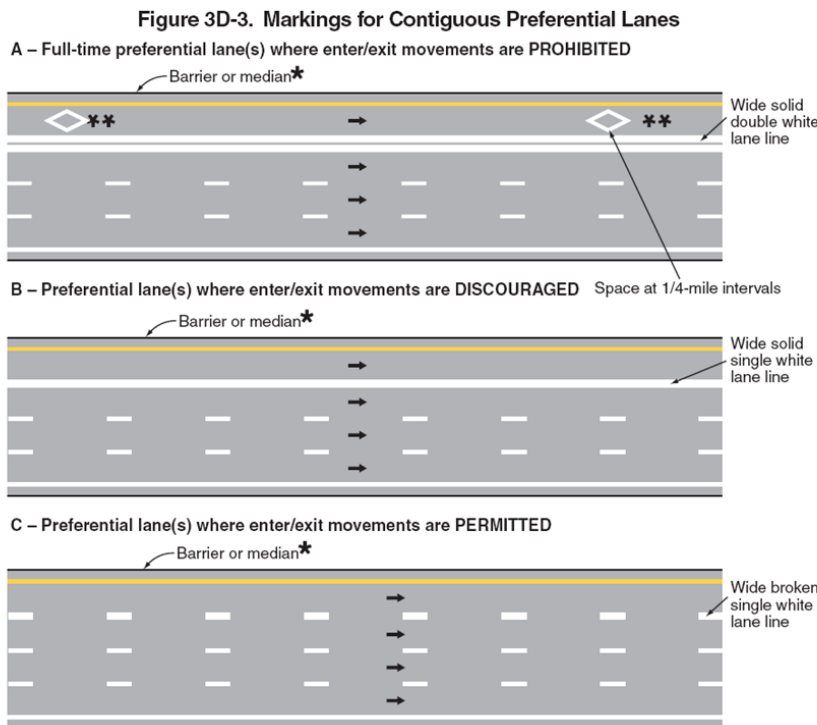 Figure 3D-3. Markings for Contiguous Preferential Lanes
A – Full-time preferential lane(s) where enter/exit movements are PROHIBITED
Barrier or median*
**
**
Wide solid
double white
lane line
Space at 1/4-mile intervals
B – Preferential lane(s) where enter/exit movements are DISCOURAGED
Barrier or median*
Wide solid
single white
lane line
C – Preferential lane(s) where enter/exit movements are PERMITTED
Barrier or median*
Wide broken
single white
lane line